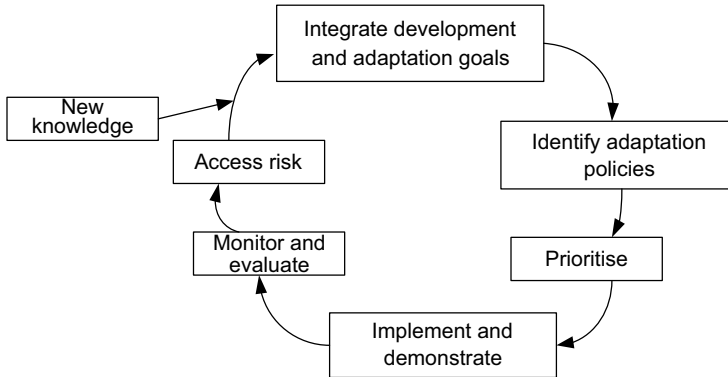 Integrate development
and adaptation goals
New
knowledge
Identify adaptation
policies
Access risk
Monitor and
evaluate
Prioritise
Implement and
demonstrate